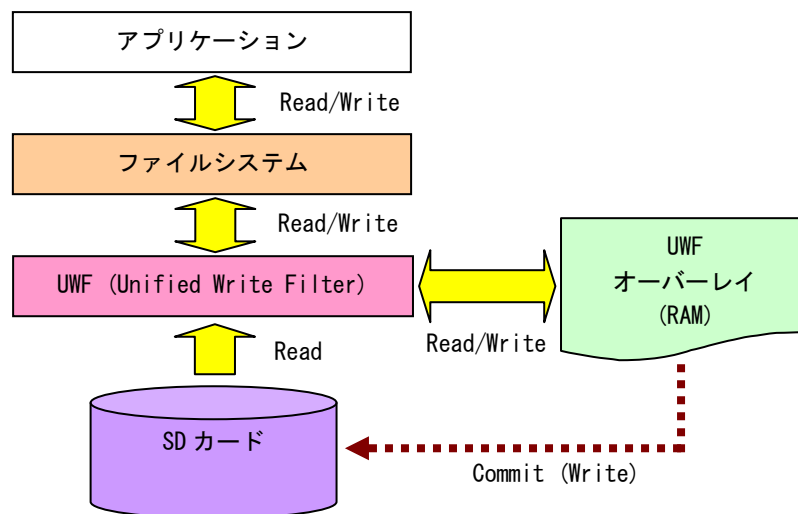 アプリケーション
Read/Write
ファイルシステム
Read/Write
UWF (Unified Write Filter)
UWF
オーバーレイ
(RAM)
Read/Write
Read
SD カード
Commit (Write)